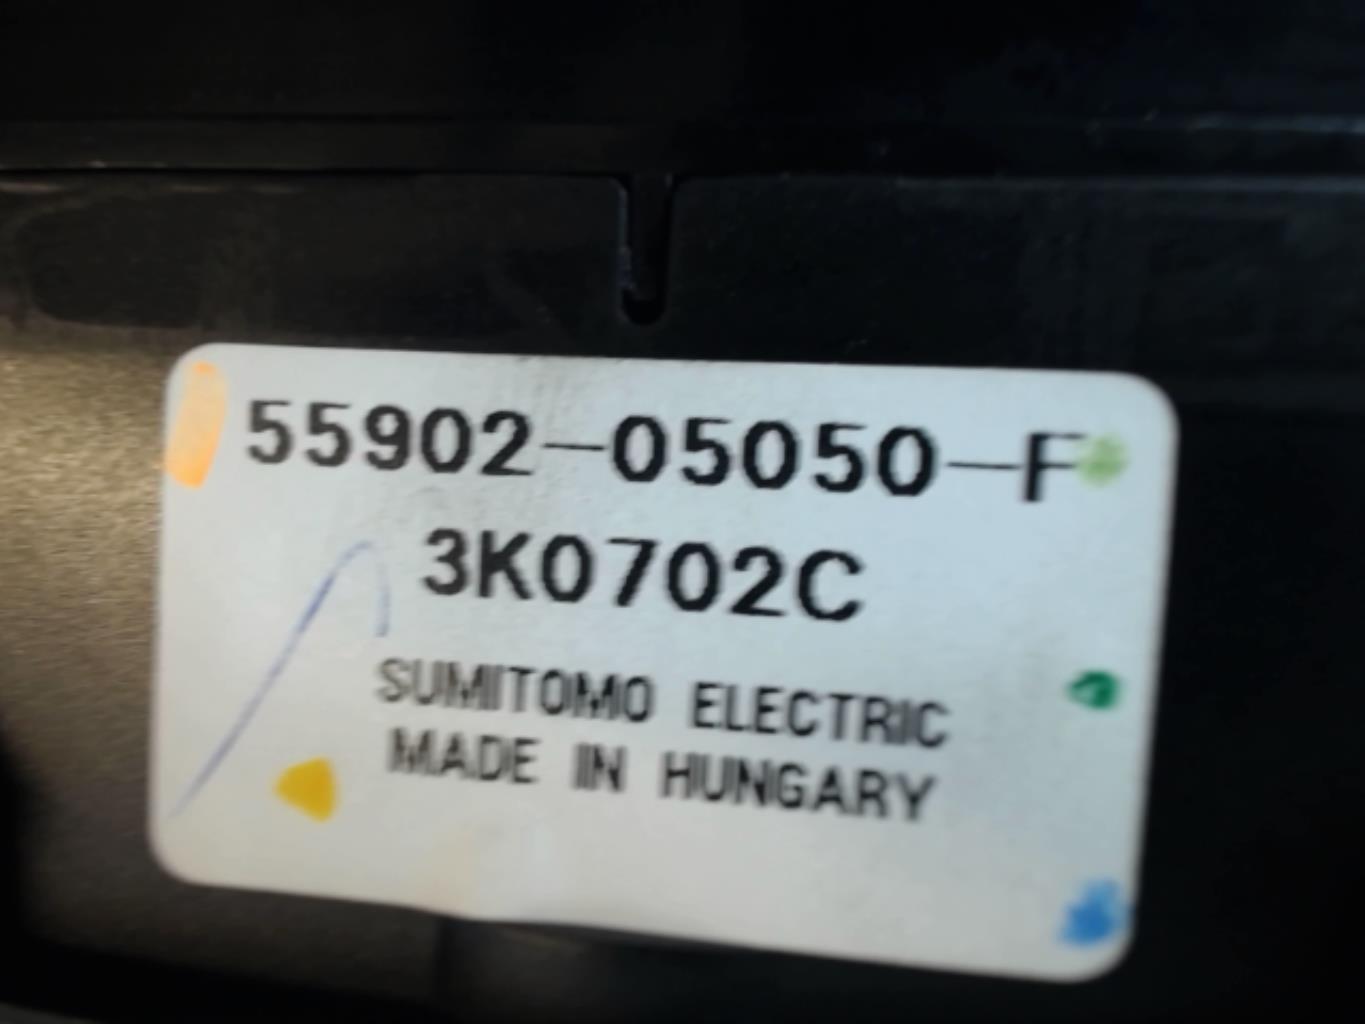 55902-05050-F
3K0702C
SUMITOMO ELECTRIC
MADE IN HUNGARY